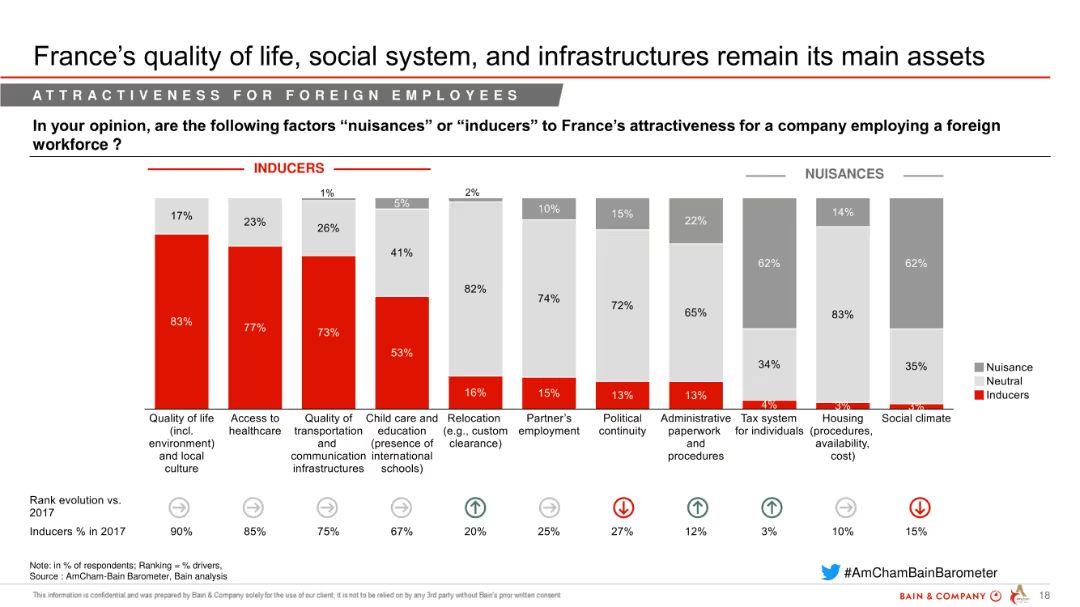 France's quality of life, social system, and infrastructures remain its main assets
ATTRACTIVENESS FOR FOREIGN EMPLOYEES
In your opinion, are the following factors “nuisances” or “inducers” to France's attractiveness for a company employing a foreign
workforce ?
INDUCERS
NUISANCES
1%
2%
17%
23%
26%
5%
41%
82%
10%
74%
15%
72%
22%
65%
62%
34%
14%
83%
62%
35%
83%
77%
73%
53%
16%
15%
13%
13%
4%
3%
3%
Nuisance
Neutral
Inducers
Quality of life
(incl.
environment)
and local
culture
Access to
healthcare
Quality of
transportation
and
communication
infrastructures
Child care and
education
(presence of
international
schools)
Relocation
(e.g., custom
clearance)
Partner's
employment
Political
continuity
Administrative
paperwork
and
procedures
Tax system
for individuals
Housing
(procedures,
availability,
cost)
Social climate
Rank evolution vs.
2017
Inducers % in 2017 90% 85% 75% 67% 20% 25% 27% 12% 3% 10% 15%
Note: in % of respondents; Ranking = % drivers,
Source : AmCham-Bain Barometer, Bain analysis
#AmChamBainBarometer
This information is confidential and was prepared by Bain & Company solely for the use of our client; it is not to be relied on by any 3rd party without Bain's prior written consent
BAIN & COMPANY
18